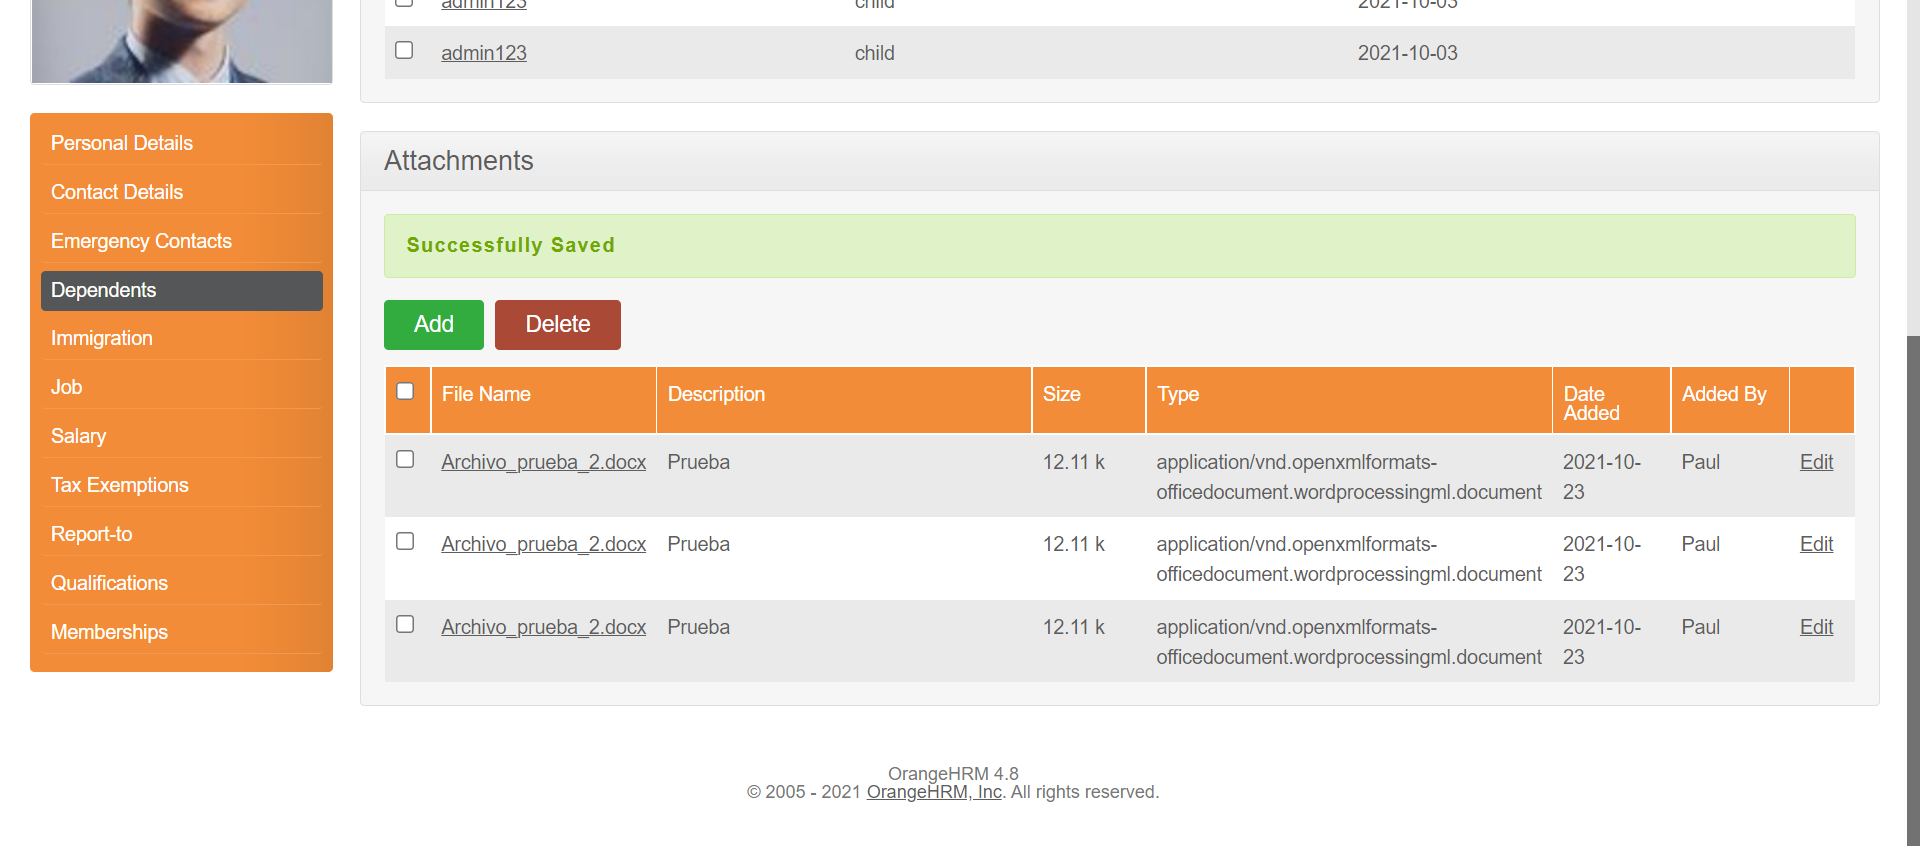 admin123 child 2021-10-03
admin123 child 2021-10-03
Personal Details
Contact Details
Emergency Contacts
Dependents
Immigration
Job
Salary
Tax Exemptions
Report-to
Qualifications
Memberships
Attachments
Successfully Saved
Add Delete
File Name Description Size Type Date Added Added By
Archivo_prueba_2.docx Prueba 12.11 k application/vnd.openxmlformats- 2021-10- Paul Edit
officedocument.wordprocessingml.document 23
Archivo_prueba_2.docx Prueba 12.11 k application/vnd.openxmlformats- 2021-10- Paul Edit
officedocument.wordprocessingml.document 23
Archivo_prueba_2.docx Prueba 12.11 k application/vnd.openxmlformats- 2021-10- Paul Edit
officedocument.wordprocessingml.document 23
OrangeHRM 4.8
© 2005 - 2021 OrangeHRM, Inc. All rights reserved.